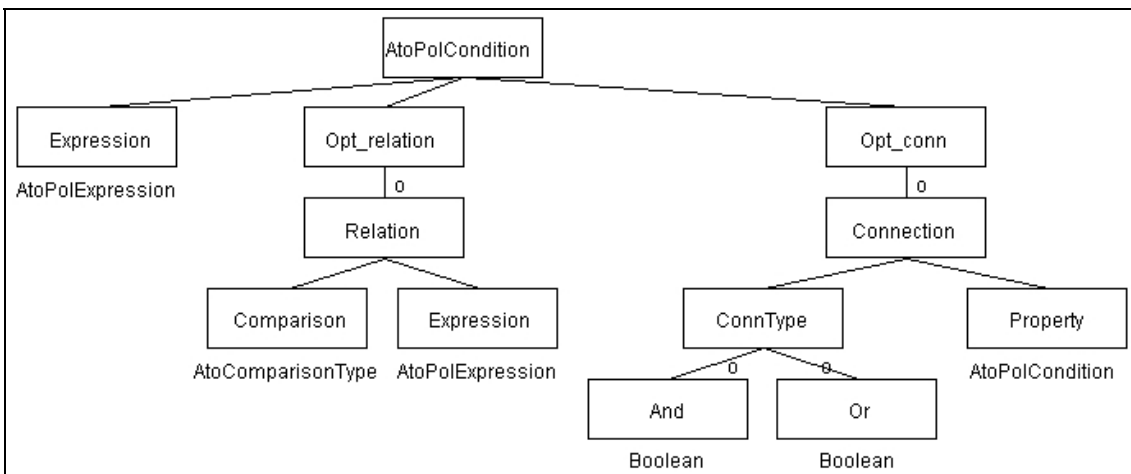 AtoPolCondition
Expression Opt_relation Opt_conn
AtoPolExpression
0 0
Relation Connection
Comparison Expression ConnType Property
AtoComparisonType AtoPolExpression AtoPolCondition
0 0
And Or
Boolean Boolean